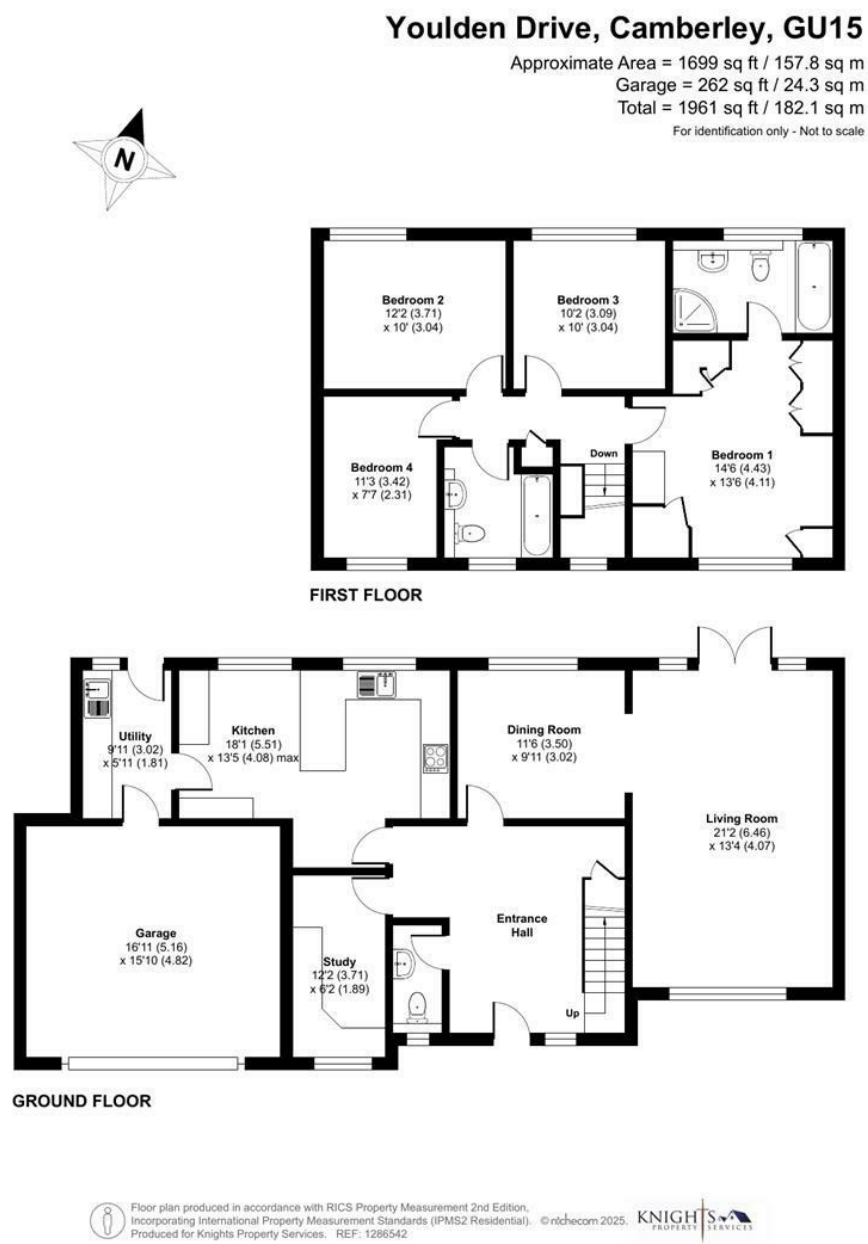 Youlden Drive, Camberley, GU15
Approximate Area = 1699 sq ft / 157.8 sq m
Garage = 262 sq ft / 24.3 sq m
Total = 1961 sq ft / 182.1 sq m
For identification only - Not to scale
N
Bedroom 2
12'2 (3.71)
x 10' (3.04)
Bedroom 3
10'2 (3.09)
x 10' (3.04)
Bedroom 4
11'3 (3.42)
x 7'7 (2.31)
Down
Bedroom 1
14'6 (4.43)
x 13'6 (4.11)
FIRST FLOOR
Utility
9'11 (3.02)
x 5'11 (1.81)
Kitchen
18'1 (5.51)
x 13'5 (4.08) max
Dining Room
11'6 (3.50)
x 9'11 (3.02)
Living Room
21'2 (6.46)
x 13'4 (4.07)
Garage
16'11 (5.16)
x 15'10 (4.82)
Study
12'2 (3.71)
x 6'2 (1.89)
Entrance
Hall
Up
GROUND FLOOR
Floor plan produced in accordance with RICS Property Measurement 2nd Edition,
Incorporating International Property Measurement Standards (IPMS2 Residential). © ntchecom 2025.
Produced for Knights Property Services. REF: 1286542
KNIGHTS
PROPERTY SERVICES